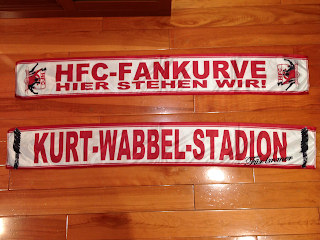 HFC-FANKURVE
HIER STEHEN WIR!
KURT-WABBEL-STADION